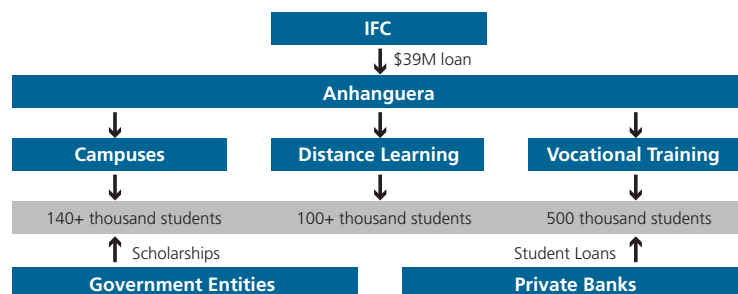 IFC
$39M loan
Anhanguera
Campuses
Distance Learning
Vocational Training
140+ thousand students
100+ thousand students
500 thousand students
Scholarships
Student Loans
Government Entities
Private Banks